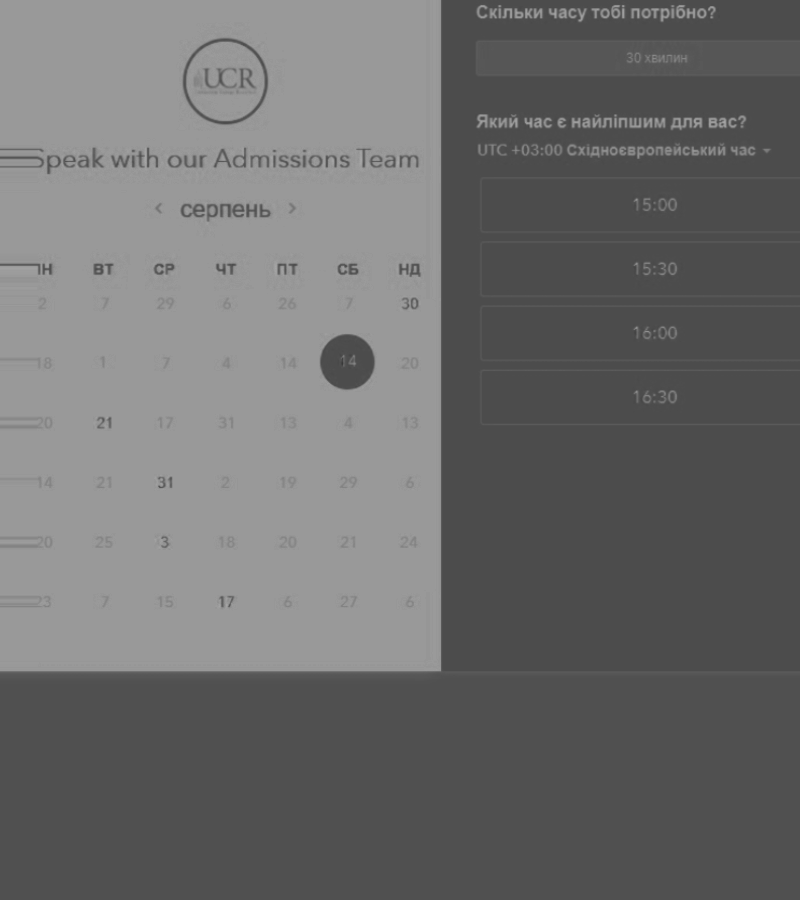 UCR
Speak with our Admissions Team
серпень
ПН ВТ СР ЧТ ПТ СБ НД
2 7 29 6 26 7 30
18 1 7 4 14 14 20
20 21 17 31 13 4 13
14 21 31 2 19 29 6
20 25 3 18 20 21 24
23 7 15 17 6 27 6
Скільки часу тобі потрібно?
30 хвилин
Який час є найліпшим для вас?
UTC +03:00 Східноєвропейський час
15:00
15:30
16:00
16:30